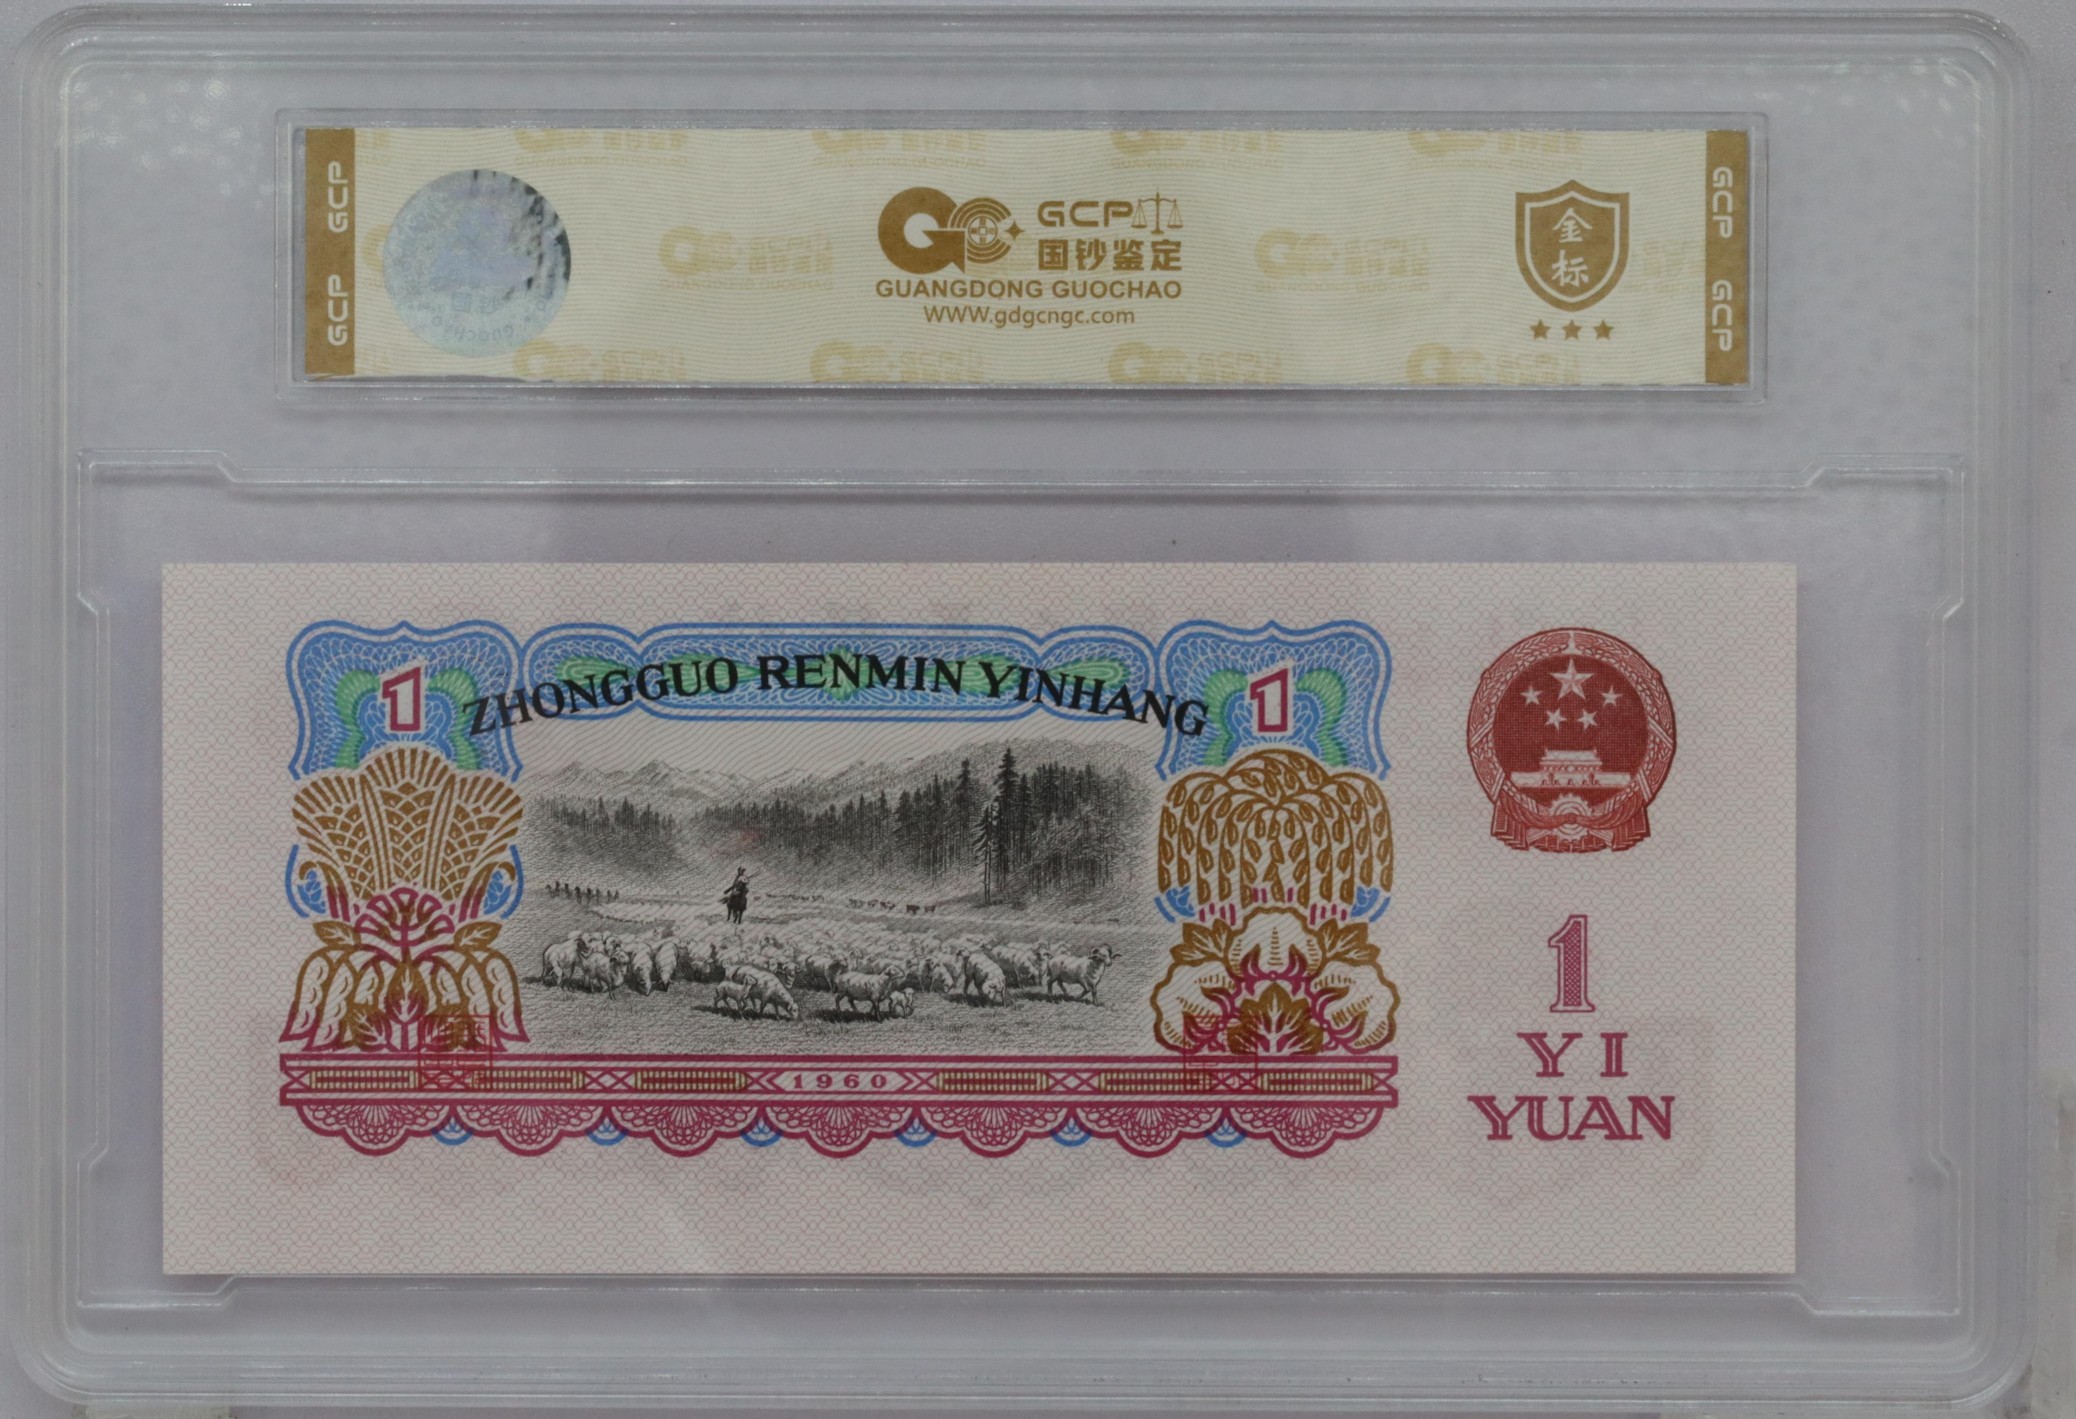 GCP GCP
GCP
国钞鉴定
GUANGDONG GUOCHAO
WWW.gdgcngc.com
金标
GCP GCP
ZHONGGUO RENMIN YINHANG
1
1
1960
1
YI
YUAN